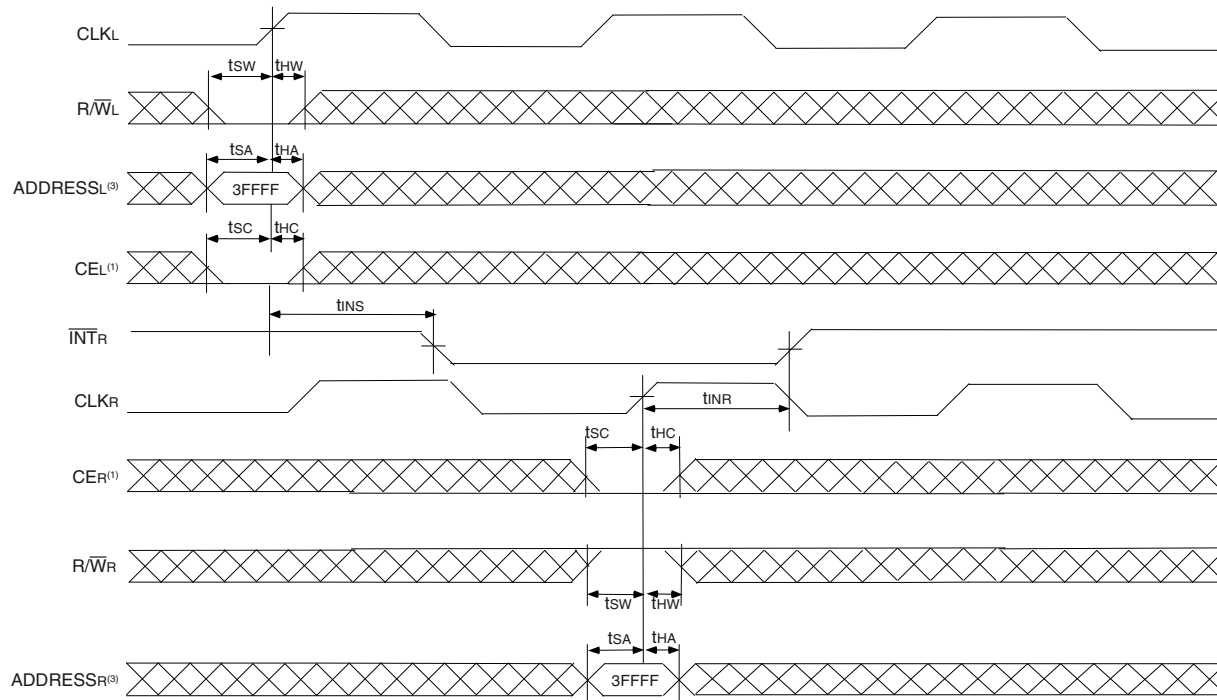 CLKL
tSW tHW
R/W̅L
tSA tHA
ADDRESSL(3) 3FFFF
tSC tHC
CEL(1)
tINS
I̅N̅T̅R
CLKR
tINR
tSC tHC
CER(1)
R/W̅R
tSW tHW
tSA tHA
ADDRESSR(3) 3FFFF